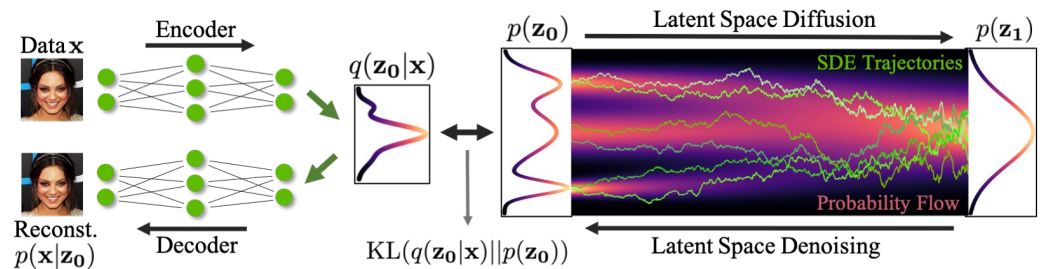 Encoder
Data x
q(z₀|x)
Reconst.
p(x|z₀)
Decoder
KL(q(z₀|x)||p(z₀))
p(z₀)
Latent Space Diffusion
p(z₁)
SDE Trajectories
Probability Flow
Latent Space Denoising